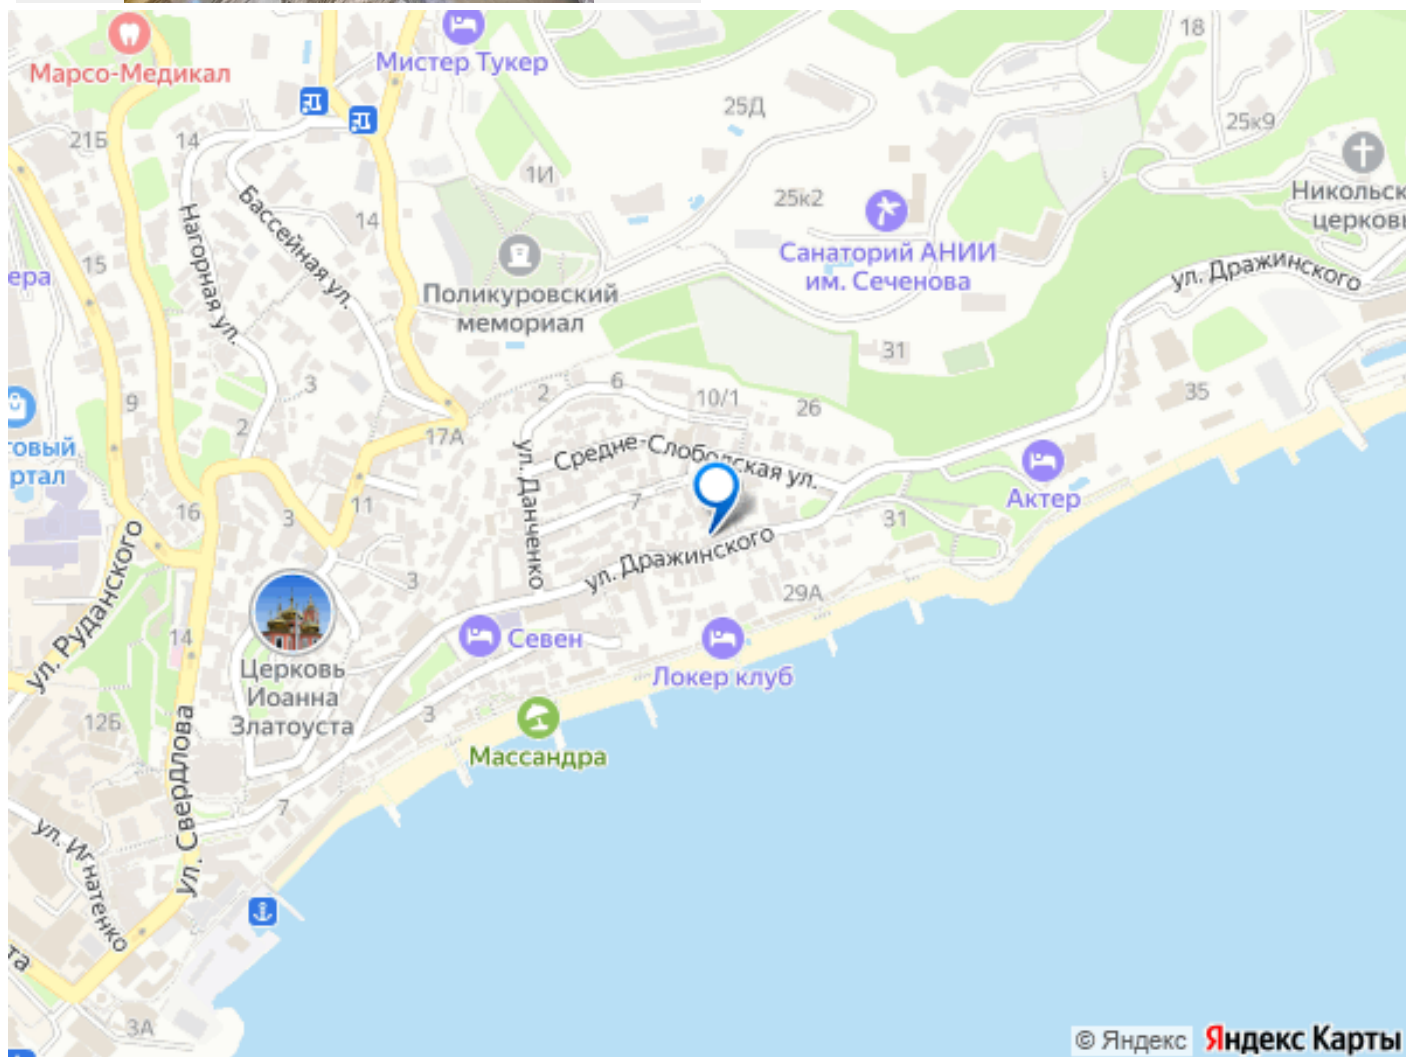 18
Мистер Тукер
Марсо-Медикал
25Д
25к9
21Б
14
1И
Никольск
церковь
25к2
Бассейная ул.
14
Нагорная ул.
Санаторий АНИИ
им. Сеченова
15
ера
ул. Дражинского
Поликуровский
мемориал
31
3
6
2
10/1
26
35
9
2
17А
говый
ртал
Средне-Слободская ул.
ул. Данченко
7
Актер
16
3
11
31
ул. Дражинского
3
29А
ул. Руданского
14
Севен
Церковь
Иоанна
Златоуста
Локер клуб
12Б
3
Массандра
ул. Свердлова
7
ул. Игнатенко
та
3А
© Яндекс Яндекс Карты